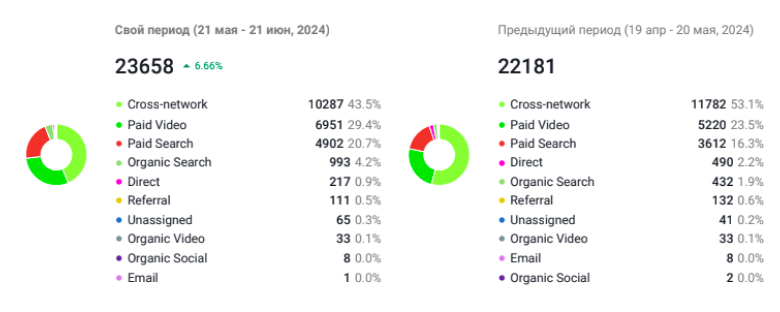 Свой период (21 мая - 21 июн, 2024)
23658 6.66%
Cross-network 10287 43.5%
Paid Video 6951 29.4%
Paid Search 4902 20.7%
Organic Search 993 4.2%
Direct 217 0.9%
Referral 111 0.5%
Unassigned 65 0.3%
Organic Video 33 0.1%
Organic Social 8 0.0%
Email 1 0.0%
Предыдущий период (19 апр - 20 мая, 2024)
22181
Cross-network 11782 53.1%
Paid Video 5220 23.5%
Paid Search 3612 16.3%
Direct 490 2.2%
Organic Search 432 1.9%
Referral 132 0.6%
Unassigned 41 0.2%
Organic Video 33 0.1%
Email 8 0.0%
Organic Social 2 0.0%